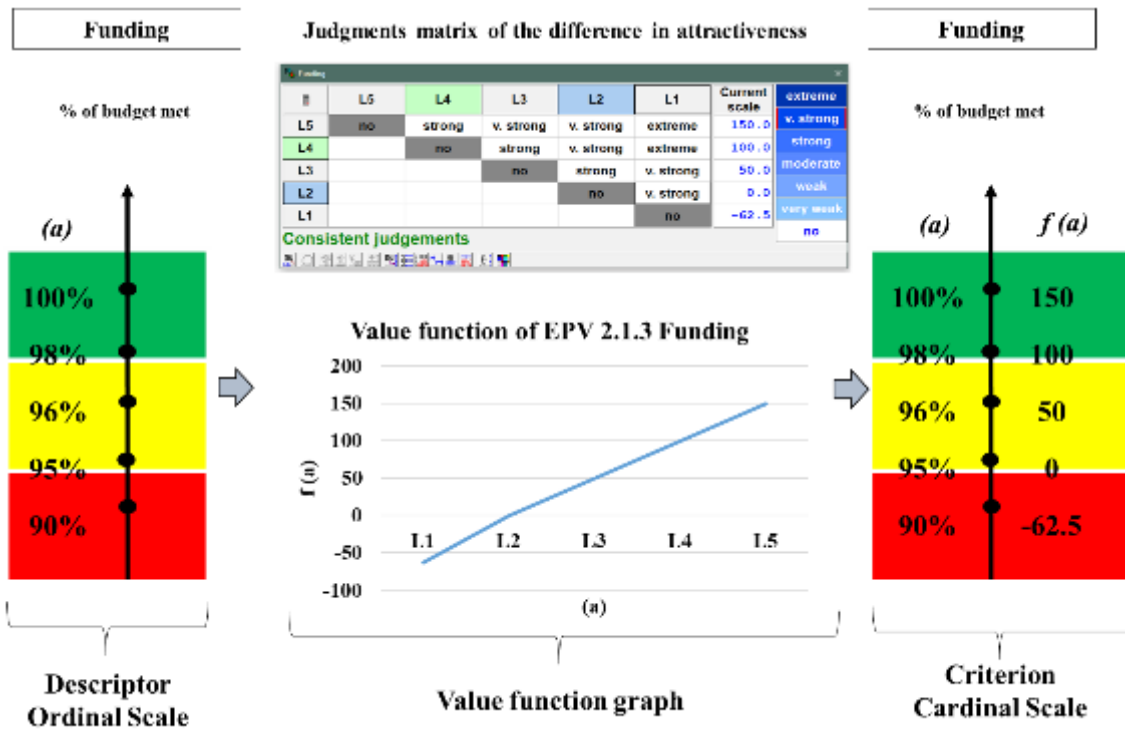 Funding
Judgments matrix of the difference in attractiveness
Funding
% of budget met
% of budget met
Funding
L5 L4 L3 L2 L1 Current scale
L5 no strong v. strong v. strong extreme 150.0
L4 no strong v. strong extreme 100.0
L3 no strong v. strong 50.0
L2 no v. strong 0.0
L1 no -62.5
extreme
v. strong
strong
moderate
weak
very weak
no
Consistent judgements
(a)
100%
98%
96%
95%
90%
Value function of EPV 2.1.3 Funding
200
150
100
50
0
-50
-100
f (a)
L1 L2 L3 L4 L5
(a)
(a) f (a)
100% 150
98% 100
96% 50
95% 0
90% -62.5
Descriptor
Ordinal Scale
Value function graph
Criterion
Cardinal Scale